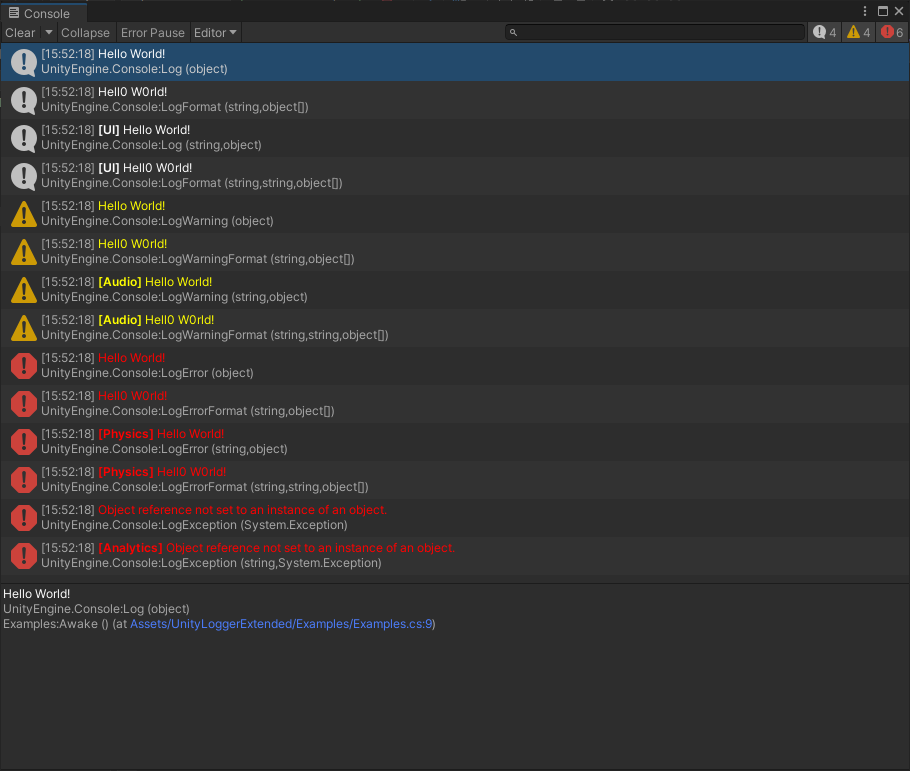 Console
Clear Collapse Error Pause Editor 4 4 6
[15:52:18] Hello World!
UnityEngine.Console:Log (object)
[15:52:18] Hell0 W0rld!
UnityEngine.Console:LogFormat (string,object[])
[15:52:18] [UI] Hello World!
UnityEngine.Console:Log (string,object)
[15:52:18] [UI] Hell0 W0rld!
UnityEngine.Console:LogFormat (string,string,object[])
[15:52:18] Hello World!
UnityEngine.Console:LogWarning (object)
[15:52:18] Hell0 W0rld!
UnityEngine.Console:LogWarningFormat (string,object[])
[15:52:18] [Audio] Hello World!
UnityEngine.Console:LogWarning (string,object)
[15:52:18] [Audio] Hell0 W0rld!
UnityEngine.Console:LogWarningFormat (string,string,object[])
[15:52:18] Hello World!
UnityEngine.Console:LogError (object)
[15:52:18] Hell0 W0rld!
UnityEngine.Console:LogErrorFormat (string,object[])
[15:52:18] [Physics] Hello World!
UnityEngine.Console:LogError (string,object)
[15:52:18] [Physics] Hell0 W0rld!
UnityEngine.Console:LogErrorFormat (string,string,object[])
[15:52:18] Object reference not set to an instance of an object.
UnityEngine.Console:LogException (System.Exception)
[15:52:18] [Analytics] Object reference not set to an instance of an object.
UnityEngine.Console:LogException (string,System.Exception)
Hello World!
UnityEngine.Console:Log (object)
Examples:Awake () (at Assets/UnityLoggerExtended/Examples/Examples.cs:9)